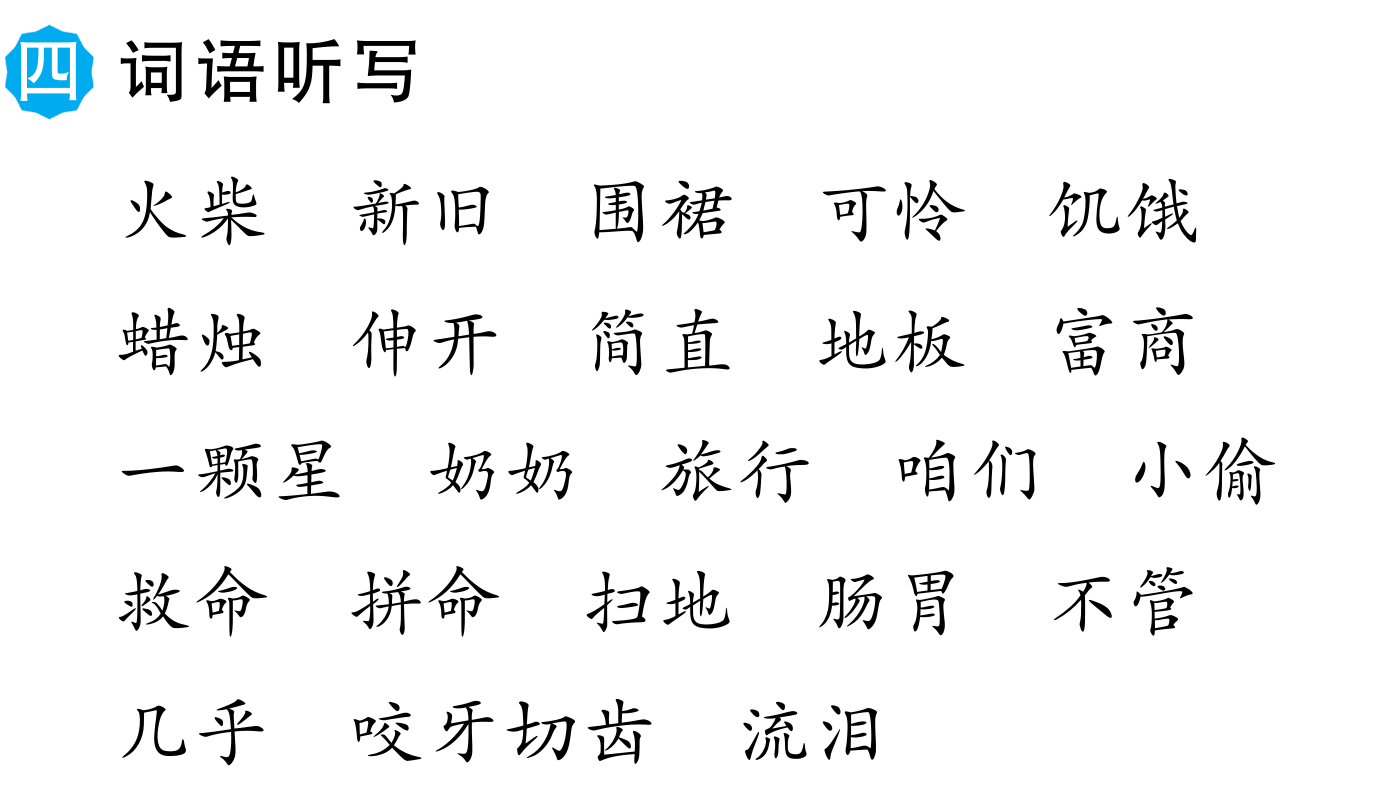 四 词语听写
火柴 新旧 围裙 可怜 饥饿
蜡烛 伸开 简直 地板 富商
一颗星 奶奶 旅行 咱们 小偷
救命 拼命 扫地 肠胃 不管
几乎 咬牙切齿 流泪